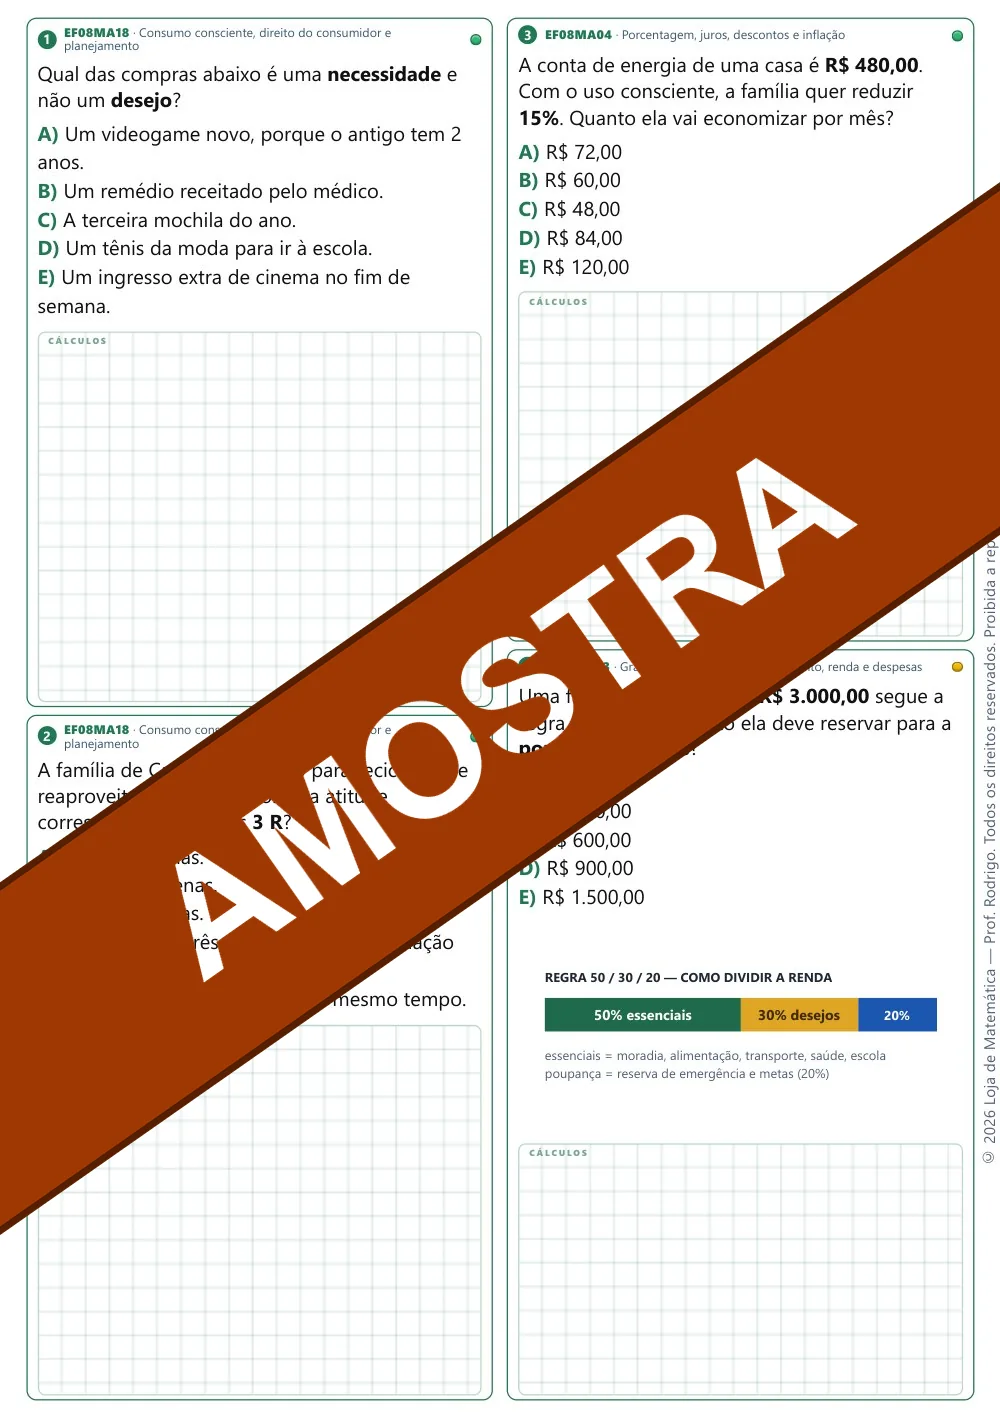 1 EF08MA18 · Consumo consciente, direito do consumidor e
planejamento
Qual das compras abaixo é uma necessidade e
não um desejo?
A) Um videogame novo, porque o antigo tem 2
anos.
B) Um remédio receitado pelo médico.
C) A terceira mochila do ano.
D) Um tênis da moda para ir à escola.
E) Um ingresso extra de cinema no fim de
semana.
CÁLCULOS
2 EF08MA18 · Consumo
planejamento
A família de
3 R?
mesmo tempo.
3 EF08MA04 · Porcentagem, juros, descontos e inflação
A conta de energia de uma casa é R$ 480,00.
Com o uso consciente, a família quer reduzir
15%. Quanto ela vai economizar por mês?
A) R$ 72,00
B) R$ 60,00
C) R$ 48,00
D) R$ 84,00
E) R$ 120,00
CÁLCULOS
renda e despesas
Uma R$ 3.000,00 segue a
ela deve reservar para a
600,00
D) R$ 900,00
E) R$ 1.500,00
REGRA 50 / 30 / 20 — COMO DIVIDIR A RENDA
50% essenciais 30% desejos 20%
essenciais = moradia, alimentação, transporte, saúde, escola
poupança = reserva de emergência e metas (20%)
CÁLCULOS
AMOSTRA
© 2026 Loja de Matemática — Prof. Rodrigo. Todos os direitos reservados. Proibida a